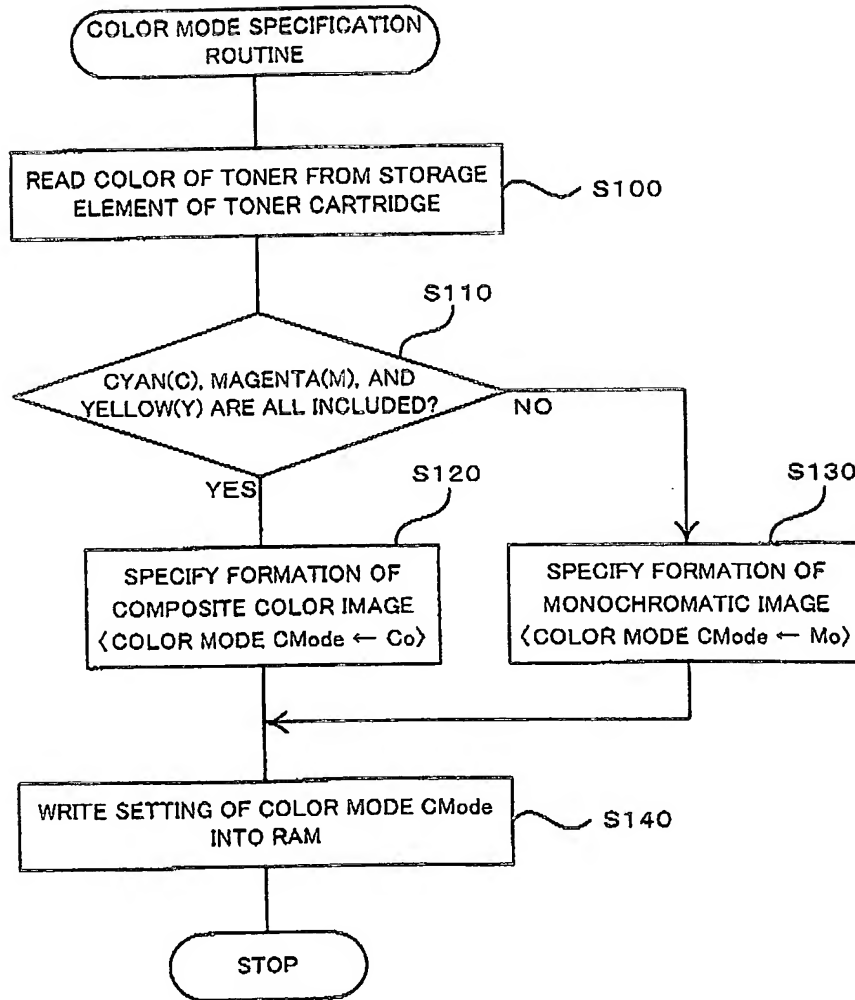 COLOR MODE SPECIFICATION
ROUTINE
READ COLOR OF TONER FROM STORAGE
ELEMENT OF TONER CARTRIDGE
S100
S110
CYAN(C), MAGENTA(M), AND
YELLOW(Y) ARE ALL INCLUDED?
NO
YES
S120
S130
SPECIFY FORMATION OF
COMPOSITE COLOR IMAGE
〈COLOR MODE CMode ← Co〉
SPECIFY FORMATION OF
MONOCHROMATIC IMAGE
〈COLOR MODE CMode ← Mo〉
WRITE SETTING OF COLOR MODE CMode
INTO RAM
S140
STOP